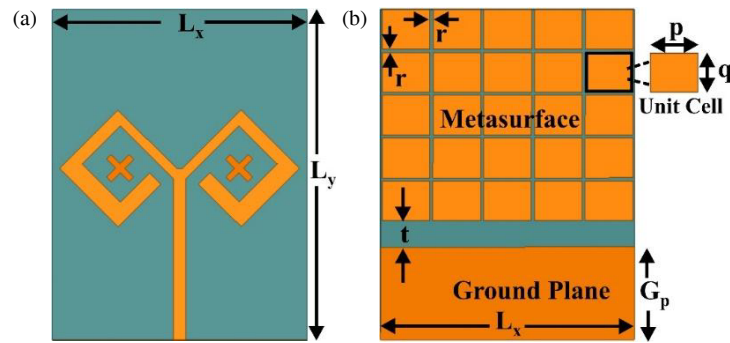 (a)
Lx
Ly
(b)
r
r
p
q
Unit Cell
Metasurface
t
Ground Plane
Gp
Lx